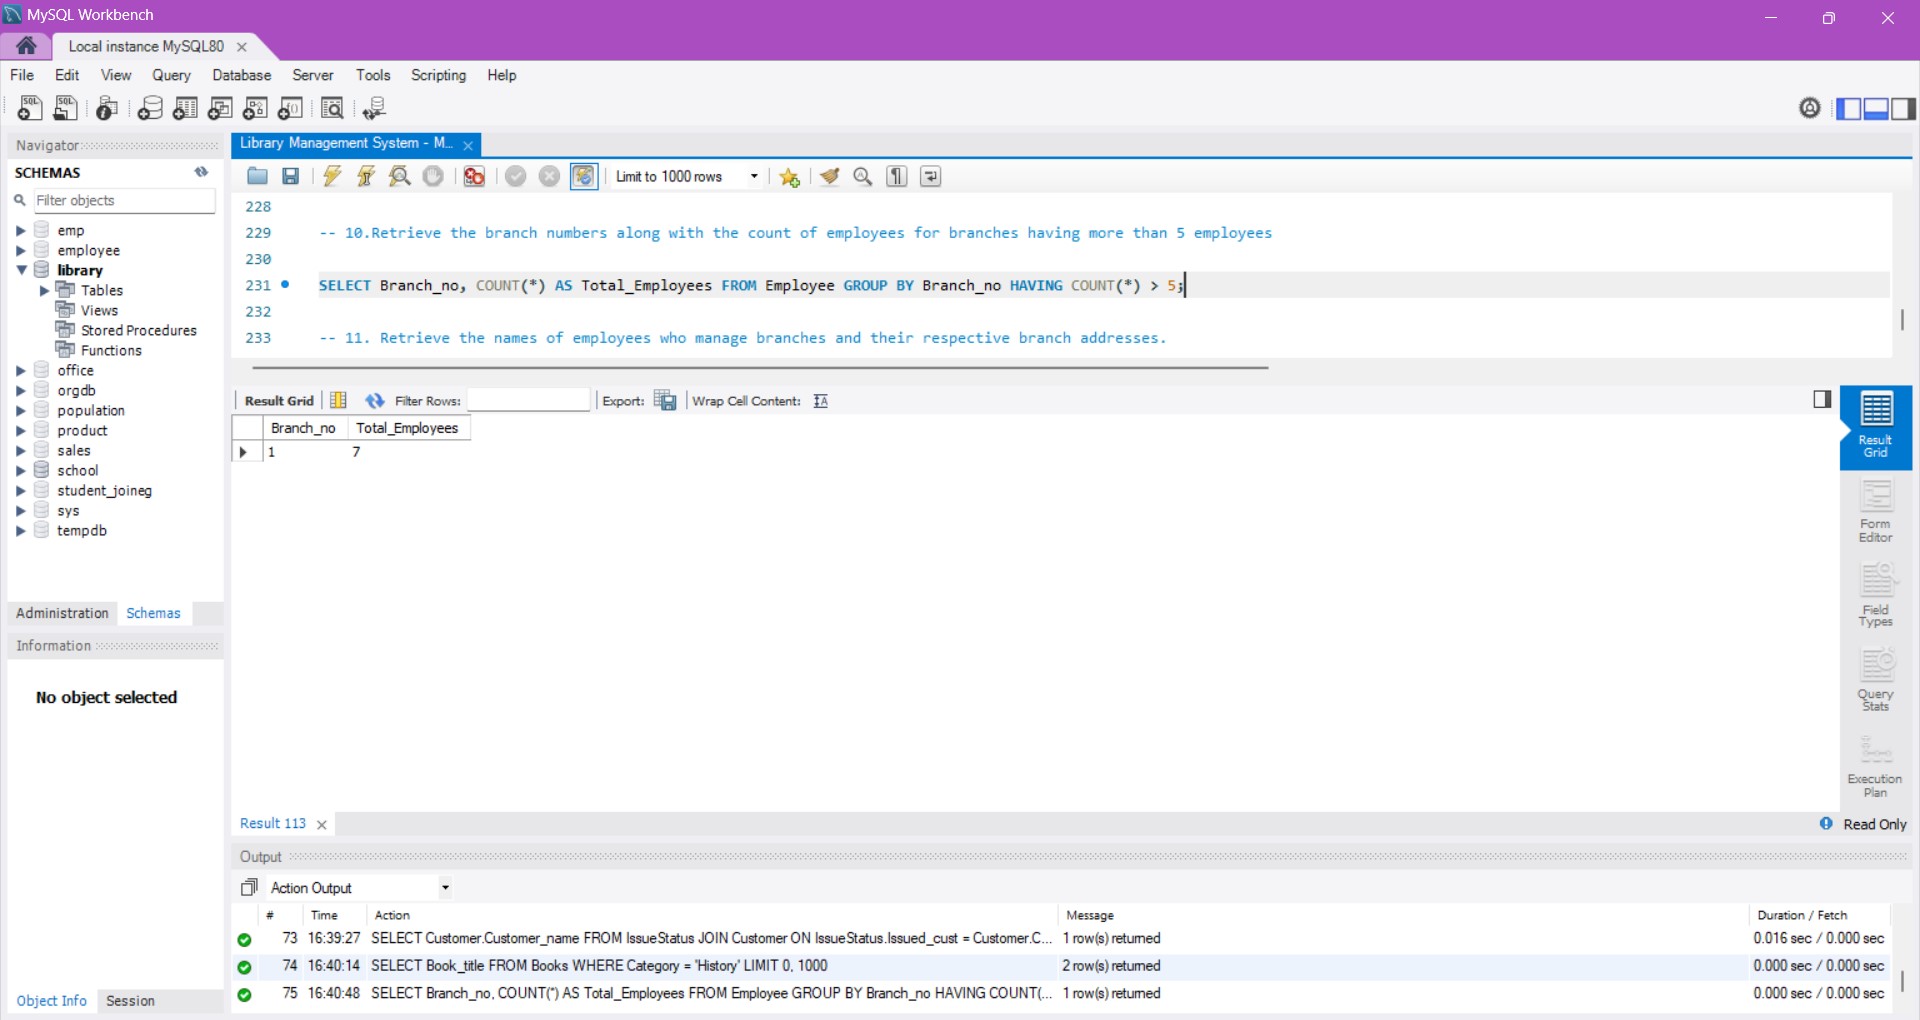 MySQL Workbench
Local instance MySQL80
File Edit View Query Database Server Tools Scripting Help
Navigator
Library Management System - M...
SCHEMAS
Limit to 1000 rows
Filter objects
emp
employee
library
Tables
Views
Stored Procedures
Functions
office
orgdb
population
product
sales
school
student_joineg
sys
tempdb
Administration Schemas
Information
No object selected
Object Info Session
228
229 -- 10.Retrieve the branch numbers along with the count of employees for branches having more than 5 employees
230
231 SELECT Branch_no, COUNT(*) AS Total_Employees FROM Employee GROUP BY Branch_no HAVING COUNT(*) > 5;
232
233 -- 11. Retrieve the names of employees who manage branches and their respective branch addresses.
Result Grid Filter Rows: Export: Wrap Cell Content:
Branch_no Total_Employees
1 7
Result Grid
Form Editor
Field Types
Query Stats
Execution Plan
Result 113
Read Only
Output
Action Output
# Time Action Message Duration / Fetch
73 16:39:27 SELECT Customer.Customer_name FROM IssueStatus JOIN Customer ON IssueStatus.Issued_cust = Customer.C... 1 row(s) returned 0.016 sec / 0.000 sec
74 16:40:14 SELECT Book_title FROM Books WHERE Category = 'History' LIMIT 0, 1000 2 row(s) returned 0.000 sec / 0.000 sec
75 16:40:48 SELECT Branch_no, COUNT(*) AS Total_Employees FROM Employee GROUP BY Branch_no HAVING COUNT(... 1 row(s) returned 0.000 sec / 0.000 sec